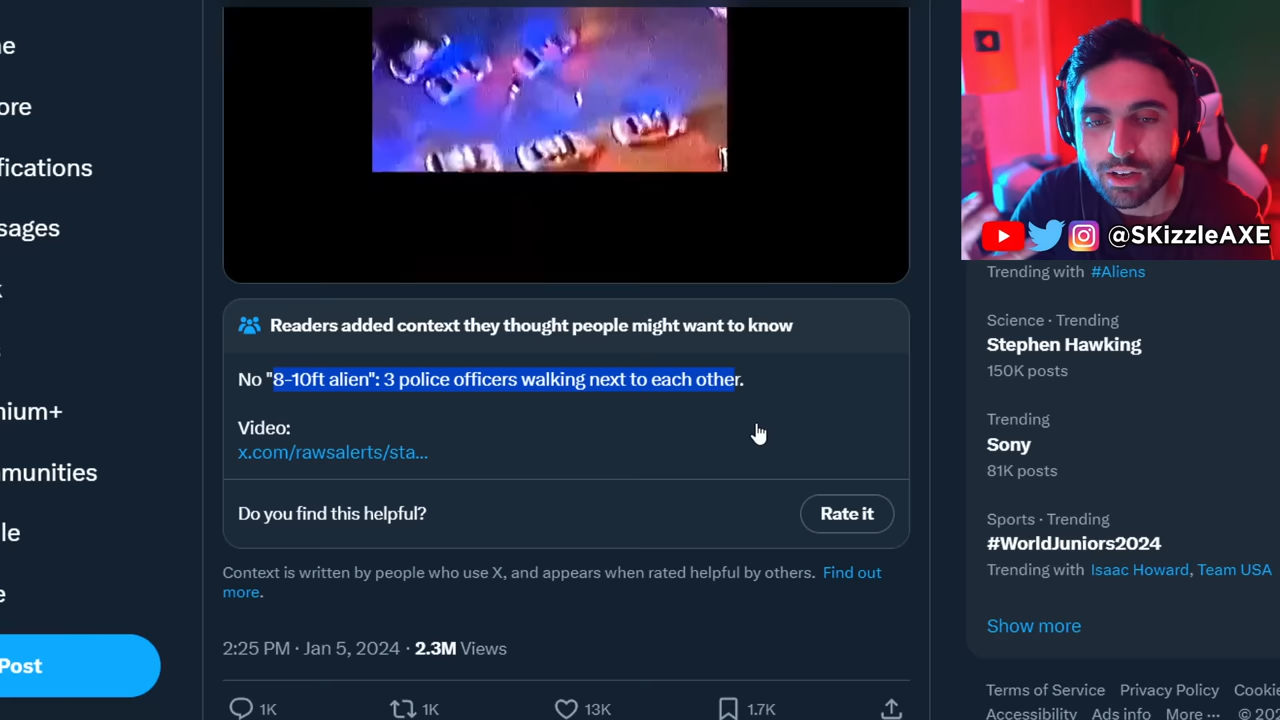 me
ore
fications
sages
k
s
nium+
mmunities
le
e
Post
Readers added context they thought people might want to know
No "8-10ft alien": 3 police officers walking next to each other.
Video:
x.com/rawsalerts/sta...
Do you find this helpful?
Rate it
Context is written by people who use X, and appears when rated helpful by others. Find out
more.
2:25 PM · Jan 5, 2024 · 2.3M Views
1K
1K
13K
1.7K
@SKizzleAXE
Trending with #Aliens
Science · Trending
Stephen Hawking
150K posts
Trending
Sony
81K posts
Sports · Trending
#WorldJuniors2024
Trending with Isaac Howard, Team USA
Show more
Terms of Service Privacy Policy Cookie
Accessibility Ads info More ··· © 202